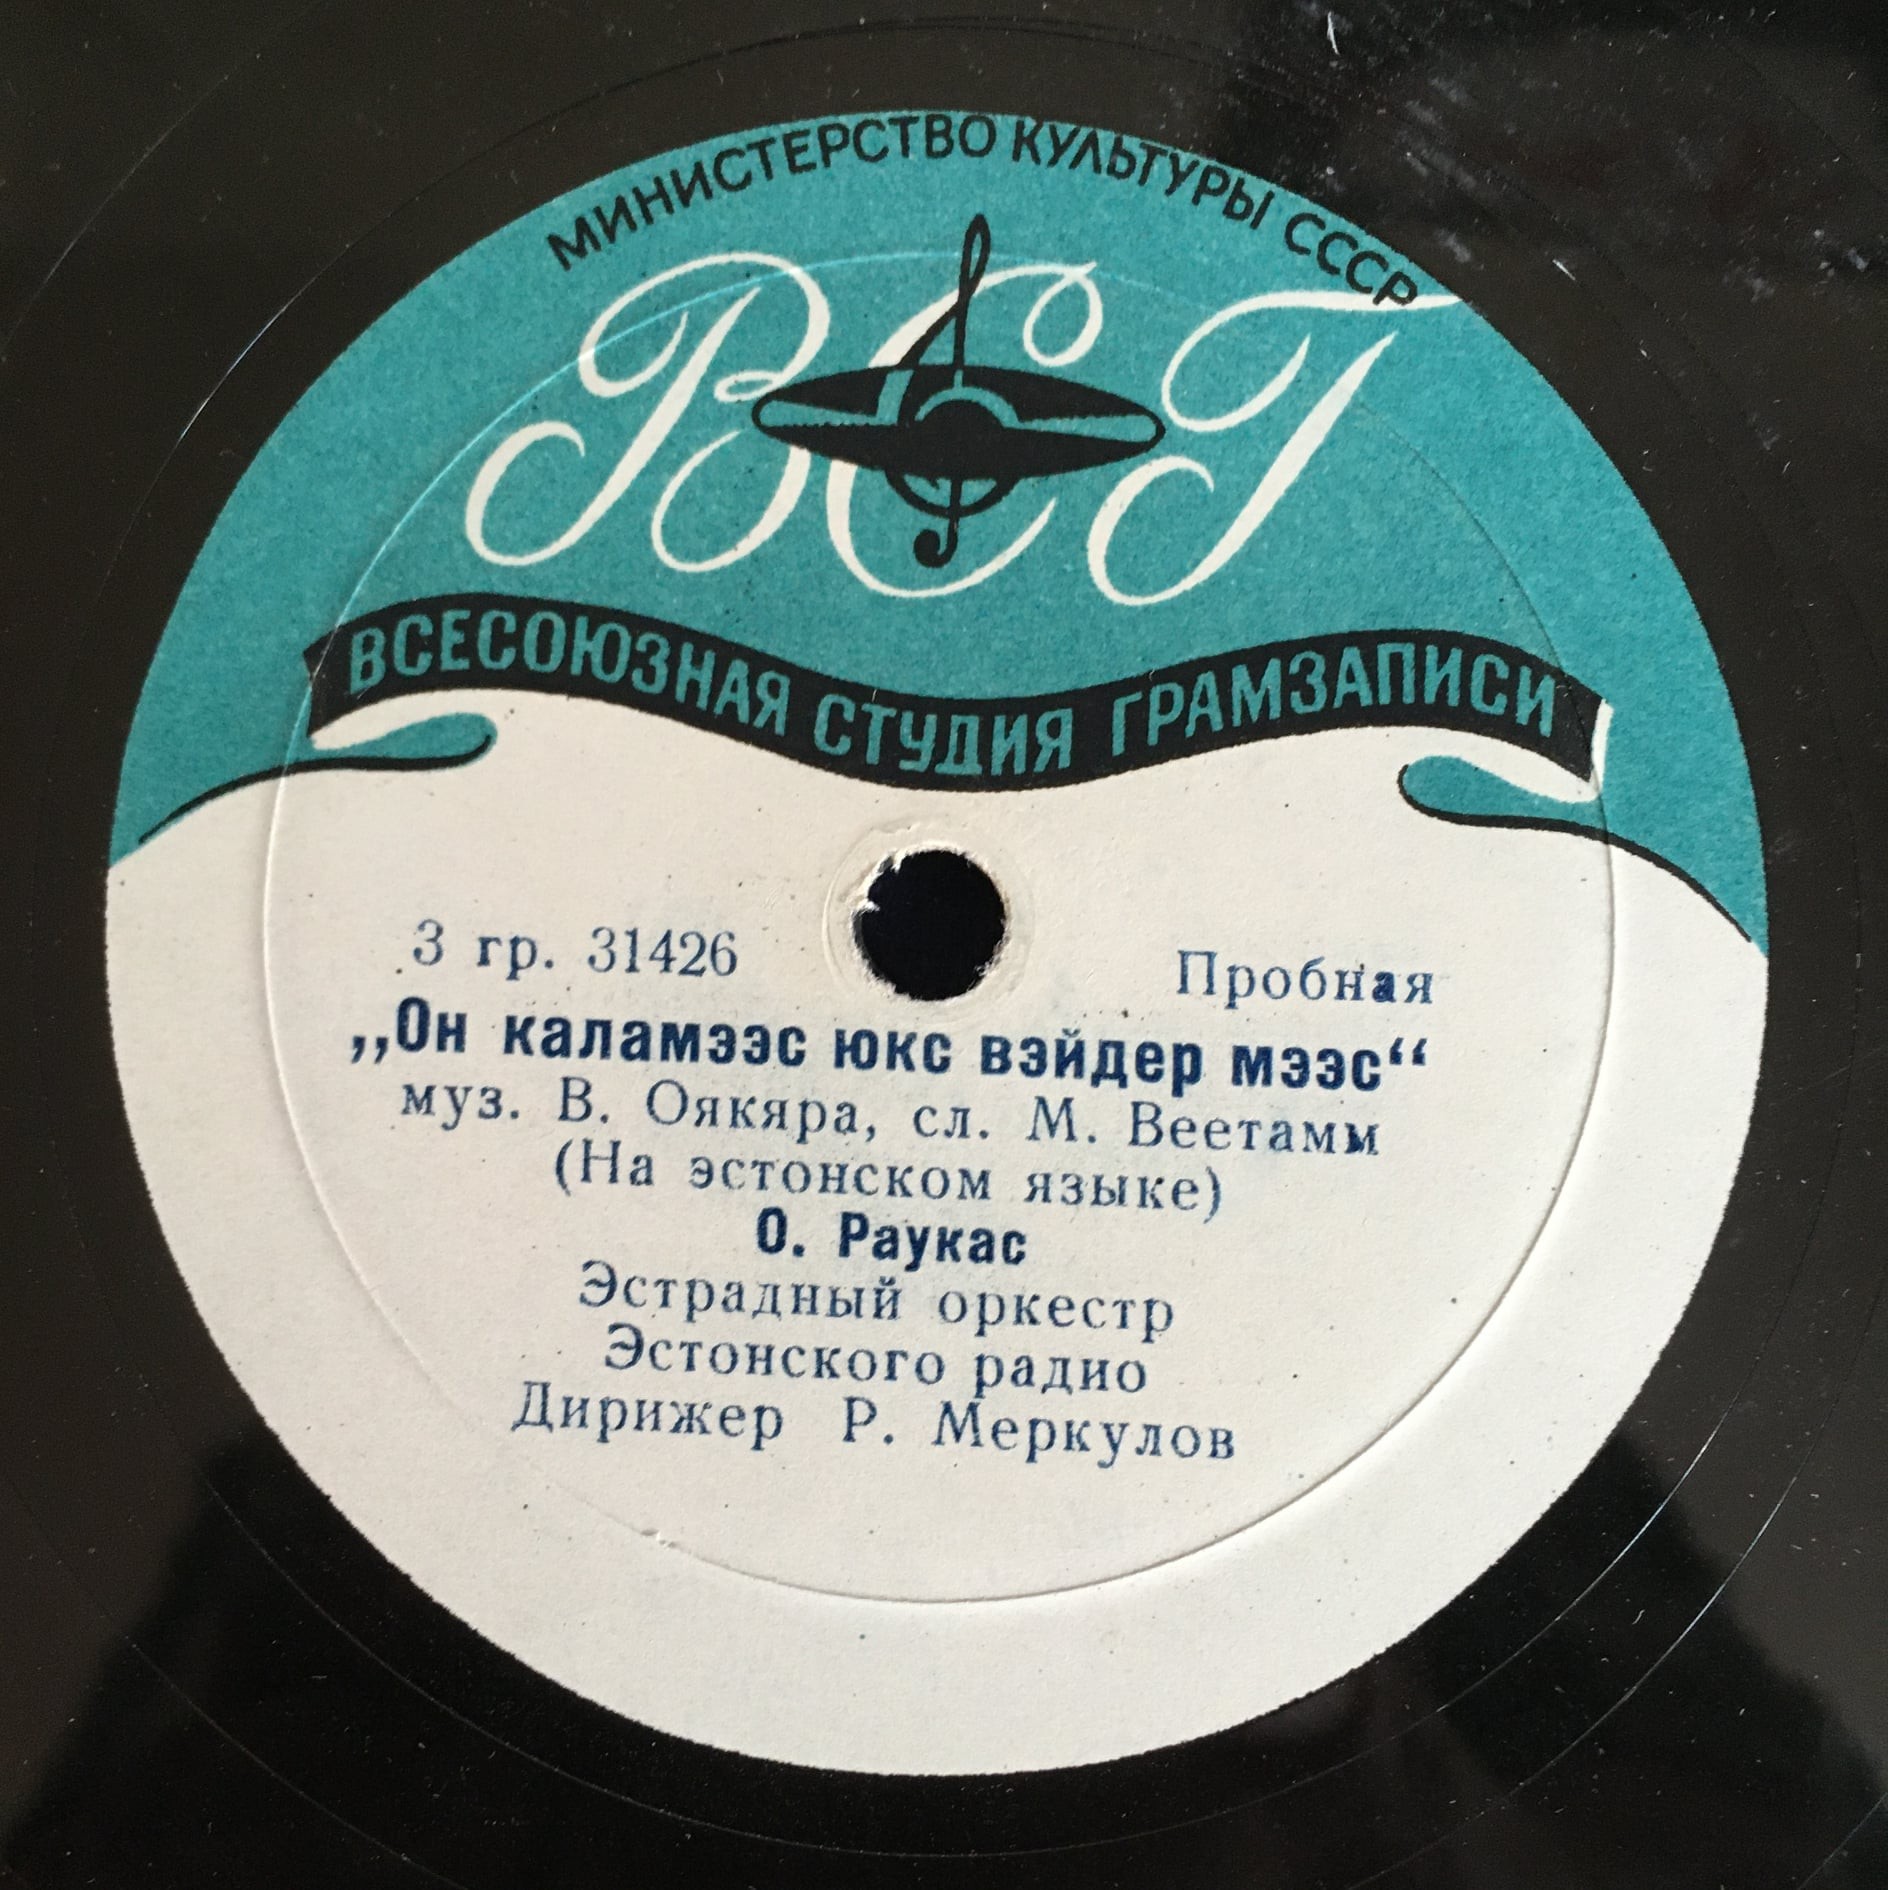 МИНИСТЕРСТВО КУЛЬТУРЫ СССР
ВСГ
ВСЕСОЮЗНАЯ СТУДИЯ ГРАМЗАПИСИ
3 гр. 31426
Пробная
„Он каламээс юкс вэйдер мээс“
муз. В. Оякяра, сл. М. Веетамм
(На эстонском языке)
О. Раукас
Эстрадный оркестр
Эстонского радио
Дирижер Р. Меркулов